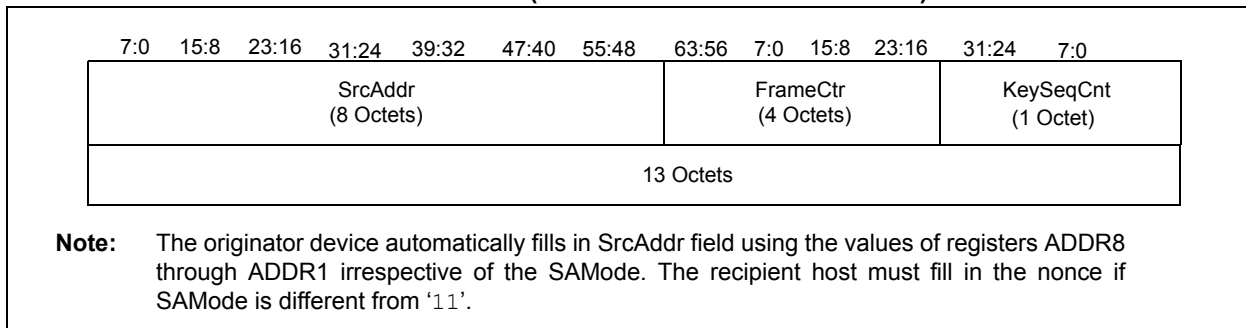 7:0 15:8 23:16 31:24 39:32 47:40 55:48 63:56 7:0 15:8 23:16 31:24 7:0
SrcAddr FrameCtr KeySeqCnt
(8 Octets) (4 Octets) (1 Octet)
13 Octets
Note: The originator device automatically fills in SrcAddr field using the values of registers ADDR8
through ADDR1 irrespective of the SAMode. The recipient host must fill in the nonce if
SAMode is different from ‘11’.